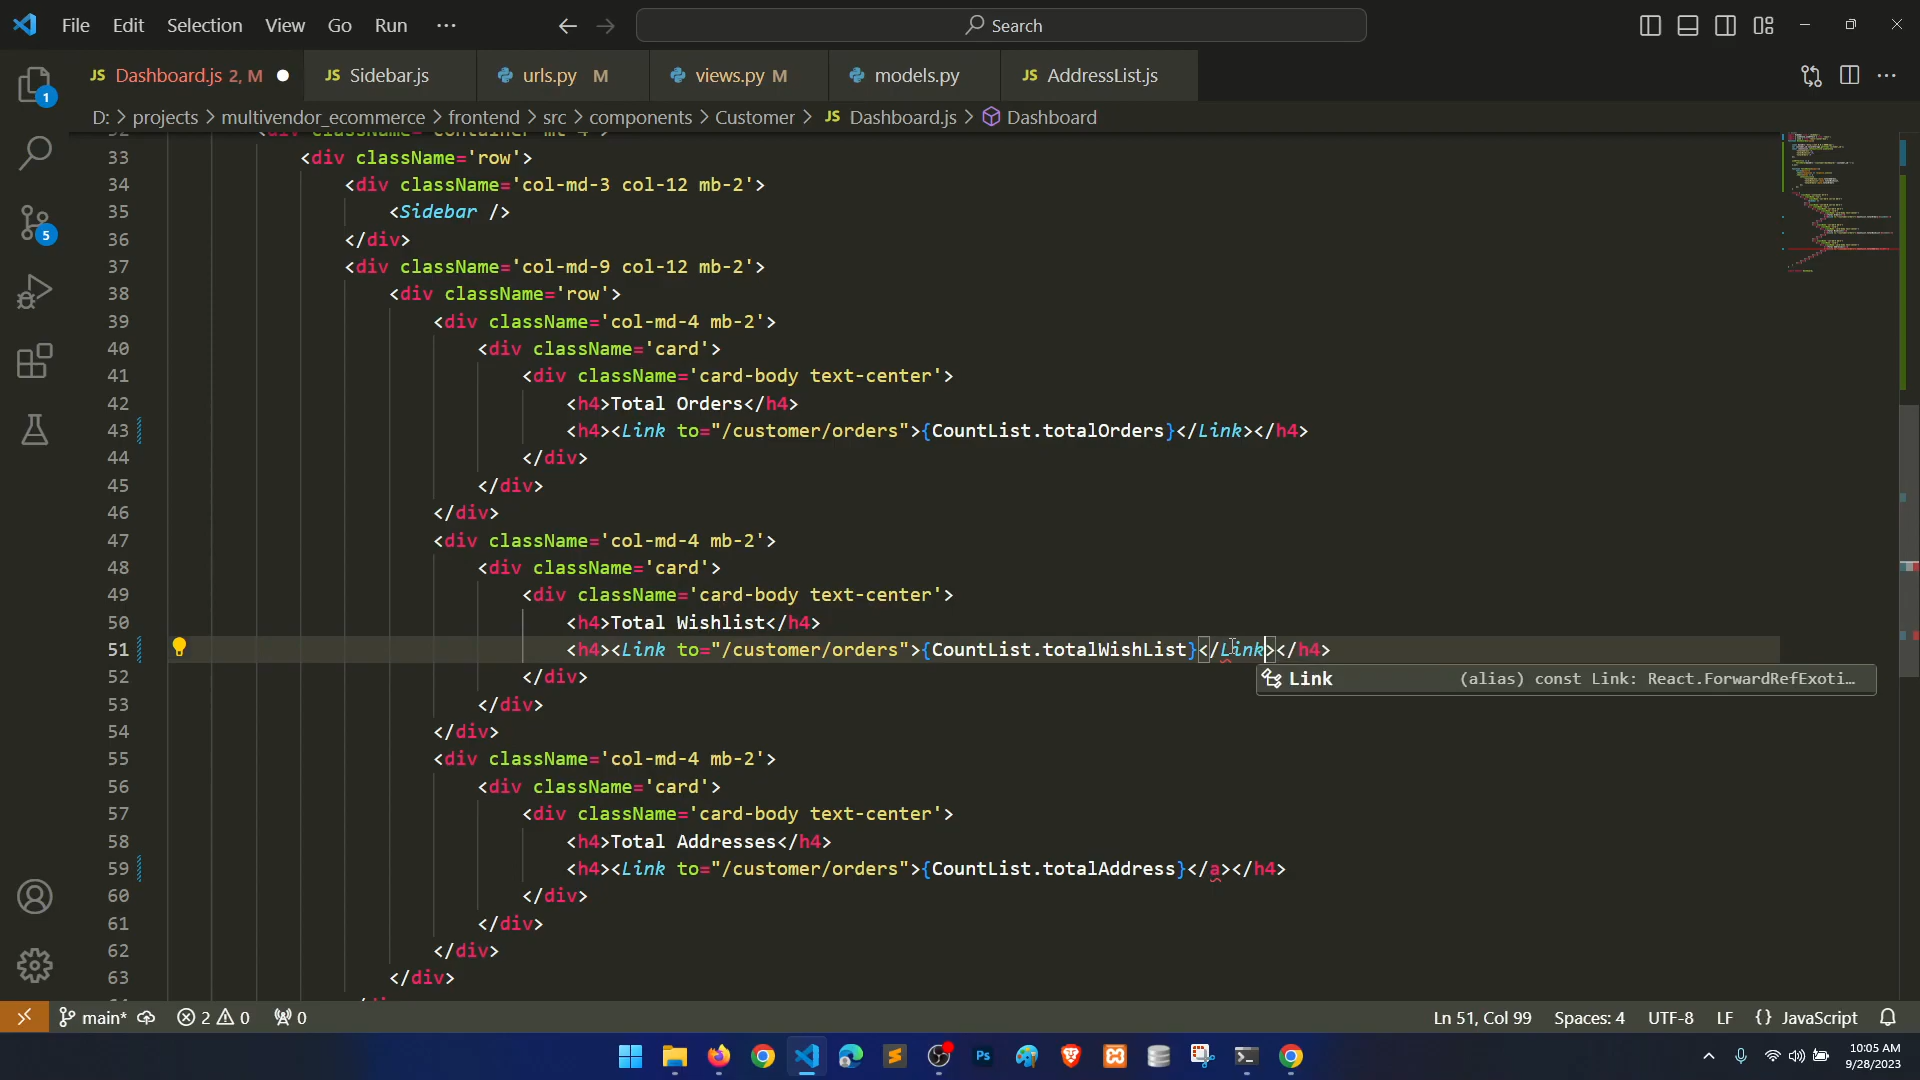 File Edit Selection View Go Run ··· Search
JS Dashboard.js 2, M JS Sidebar.js urls.py M views.py M models.py JS AddressList.js
D: > projects > multivendor_ecommerce > frontend > src > components > Customer > JS Dashboard.js > Dashboard
33 <div className='row'>
34 <div className='col-md-3 col-12 mb-2'>
35 <Sidebar />
36 </div>
37 <div className='col-md-9 col-12 mb-2'>
38 <div className='row'>
39 <div className='col-md-4 mb-2'>
40 <div className='card'>
41 <div className='card-body text-center'>
42 <h4>Total Orders</h4>
43 <h4><Link to="/customer/orders">{CountList.totalOrders}</Link></h4>
44 </div>
45 </div>
46 </div>
47 <div className='col-md-4 mb-2'>
48 <div className='card'>
49 <div className='card-body text-center'>
50 <h4>Total Wishlist</h4>
51 <h4><Link to="/customer/orders">{CountList.totalWishList}</Link></h4>
Link (alias) const Link: React.ForwardRefExoti…
52 </div>
53 </div>
54 </div>
55 <div className='col-md-4 mb-2'>
56 <div className='card'>
57 <div className='card-body text-center'>
58 <h4>Total Addresses</h4>
59 <h4><Link to="/customer/orders">{CountList.totalAddress}</a></h4>
60 </div>
61 </div>
62 </div>
63 </div>
1
5
main* 2 0 0 Ln 51, Col 99 Spaces: 4 UTF-8 LF {} JavaScript
Ps
10:05 AM
9/28/2023